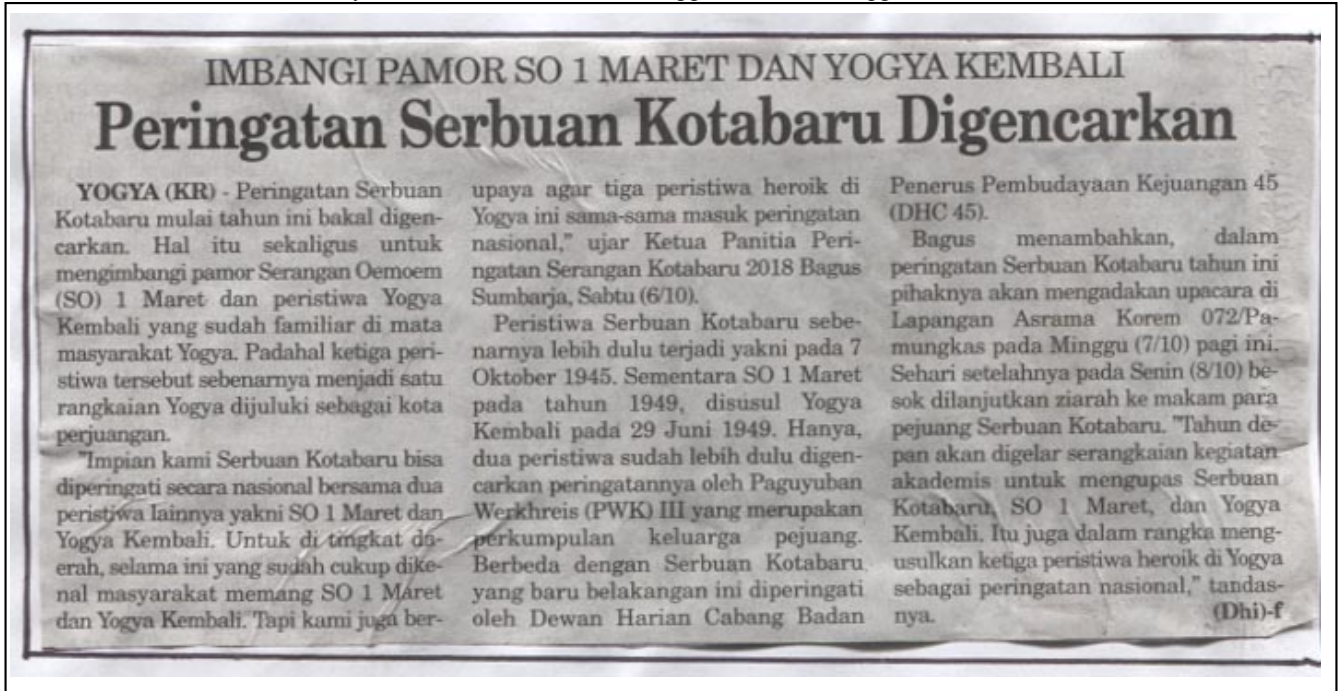 IMBANGI PAMOR SO 1 MARET DAN YOGYA KEMBALI
Peringatan Serbuan Kotabaru Digencarkan
YOGYA (KR) - Peringatan Serbuan
Kotabaru mulai tahun ini bakal digen-
carkan. Hal itu sekaligus untuk
mengimbangi pamor Serangan Oemoem
(SO) 1 Maret dan peristiwa Yogya
Kembali yang sudah familiar di mata
masyarakat Yogya. Padahal ketiga peri-
stiwa tersebut sebenarnya menjadi satu
rangkaian Yogya dijuluki sebagai kota
perjuangan.
"Impian kami Serbuan Kotabaru bisa
diperingati secara nasional bersama dua
peristiwa lainnya yakni SO 1 Maret dan
Yogya Kembali. Untuk di tingkat da-
erah, selama ini yang sudah cukup dike-
nal masyarakat memang SO 1 Maret
dan Yogya Kembali. Tapi kami juga ber-
upaya agar tiga peristiwa heroik di
Yogya ini sama-sama masuk peringatan
nasional," ujar Ketua Panitia Peri-
ngatan Serangan Kotabaru 2018 Bagus
Sumbarja, Sabtu (6/10).
Peristiwa Serbuan Kotabaru sebe-
narnya lebih dulu terjadi yakni pada 7
Oktober 1945. Sementara SO 1 Maret
pada tahun 1949, disusul Yogya
Kembali pada 29 Juni 1949. Hanya,
dua peristiwa sudah lebih dulu digen-
carkan peringatannya oleh Paguyuban
Werkhreis (PWK) III yang merupakan
perkumpulan keluarga pejuang.
Berbeda dengan Serbuan Kotabaru
yang baru belakangan ini diperingati
oleh Dewan Harian Cabang Badan
Penerus Pembudayaan Kejuangan 45
(DHC 45).
Bagus menambahkan, dalam
peringatan Serbuan Kotabaru tahun ini
pihaknya akan mengadakan upacara di
Lapangan Asrama Korem 072/Pa-
mungkas pada Minggu (7/10) pagi ini.
Sehari setelahnya pada Senin (8/10) be-
sok dilanjutkan ziarah ke makam para
pejuang Serbuan Kotabaru. "Tahun de-
pan akan digelar serangkaian kegiatan
akademis untuk mengupas Serbuan
Kotabaru, SO 1 Maret, dan Yogya
Kembali. Itu juga dalam rangka meng-
usulkan ketiga peristiwa heroik di Yogya
sebagai peringatan nasional," tandas-
nya. (Dhi)-f